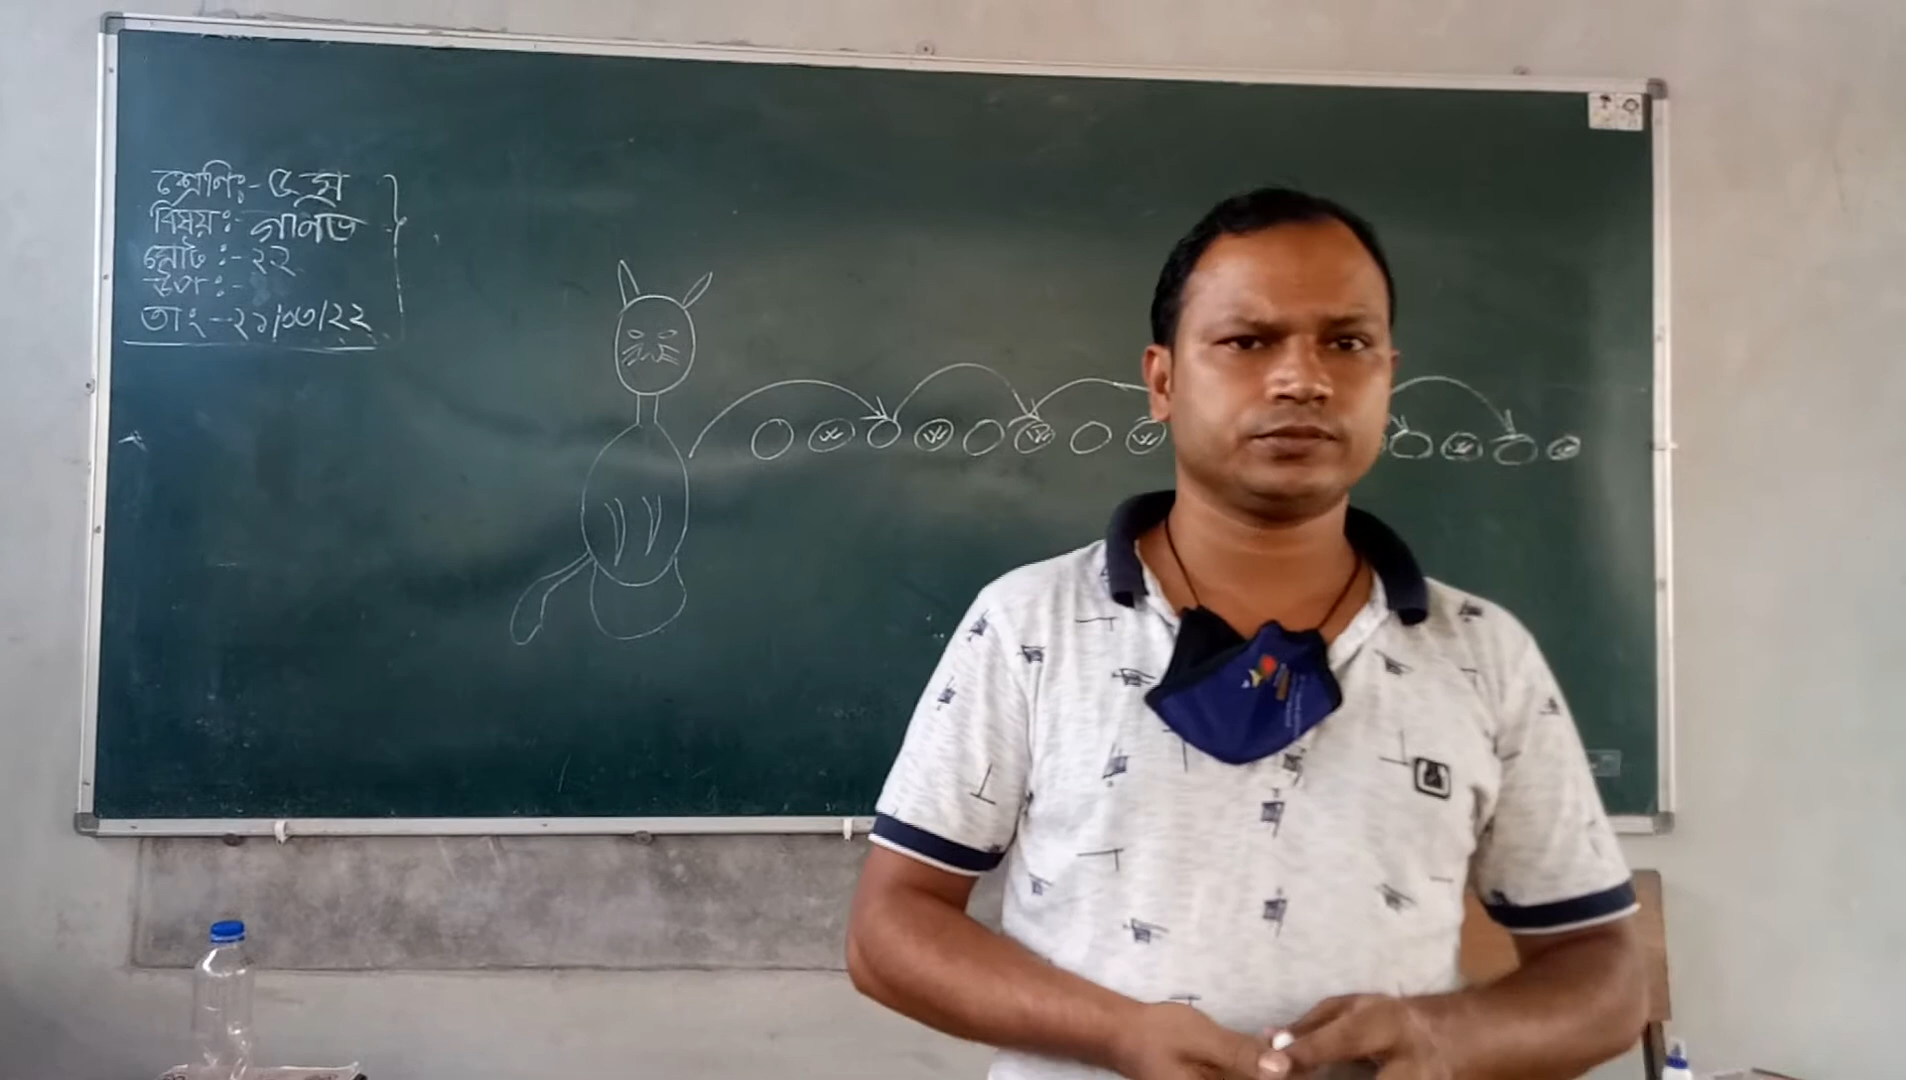 শ্রেণি:- ৫ম
বিষয়:- গণিত
মোট:- ২২
উপ:-
তাং-২১/০৩/২২